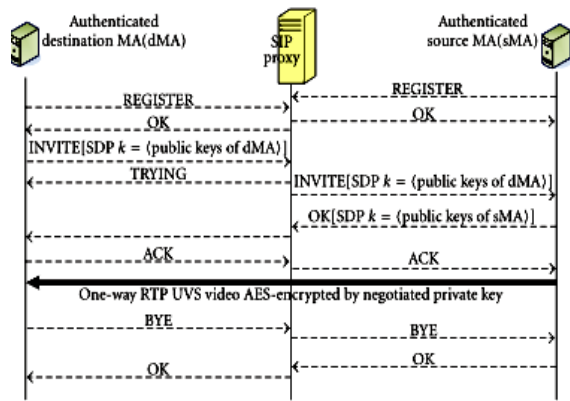 Authenticated
destination MA(dMA)
SIP
proxy
Authenticated
source MA(sMA)
REGISTER
REGISTER
OK
OK
INVITE[SDP k = ⟨public keys of dMA⟩]
TRYING
INVITE[SDP k = ⟨public keys of dMA⟩]
OK[SDP k = ⟨public keys of sMA⟩]
ACK
ACK
One-way RTP UVS video AES-encrypted by negotiated private key
BYE
BYE
OK
OK